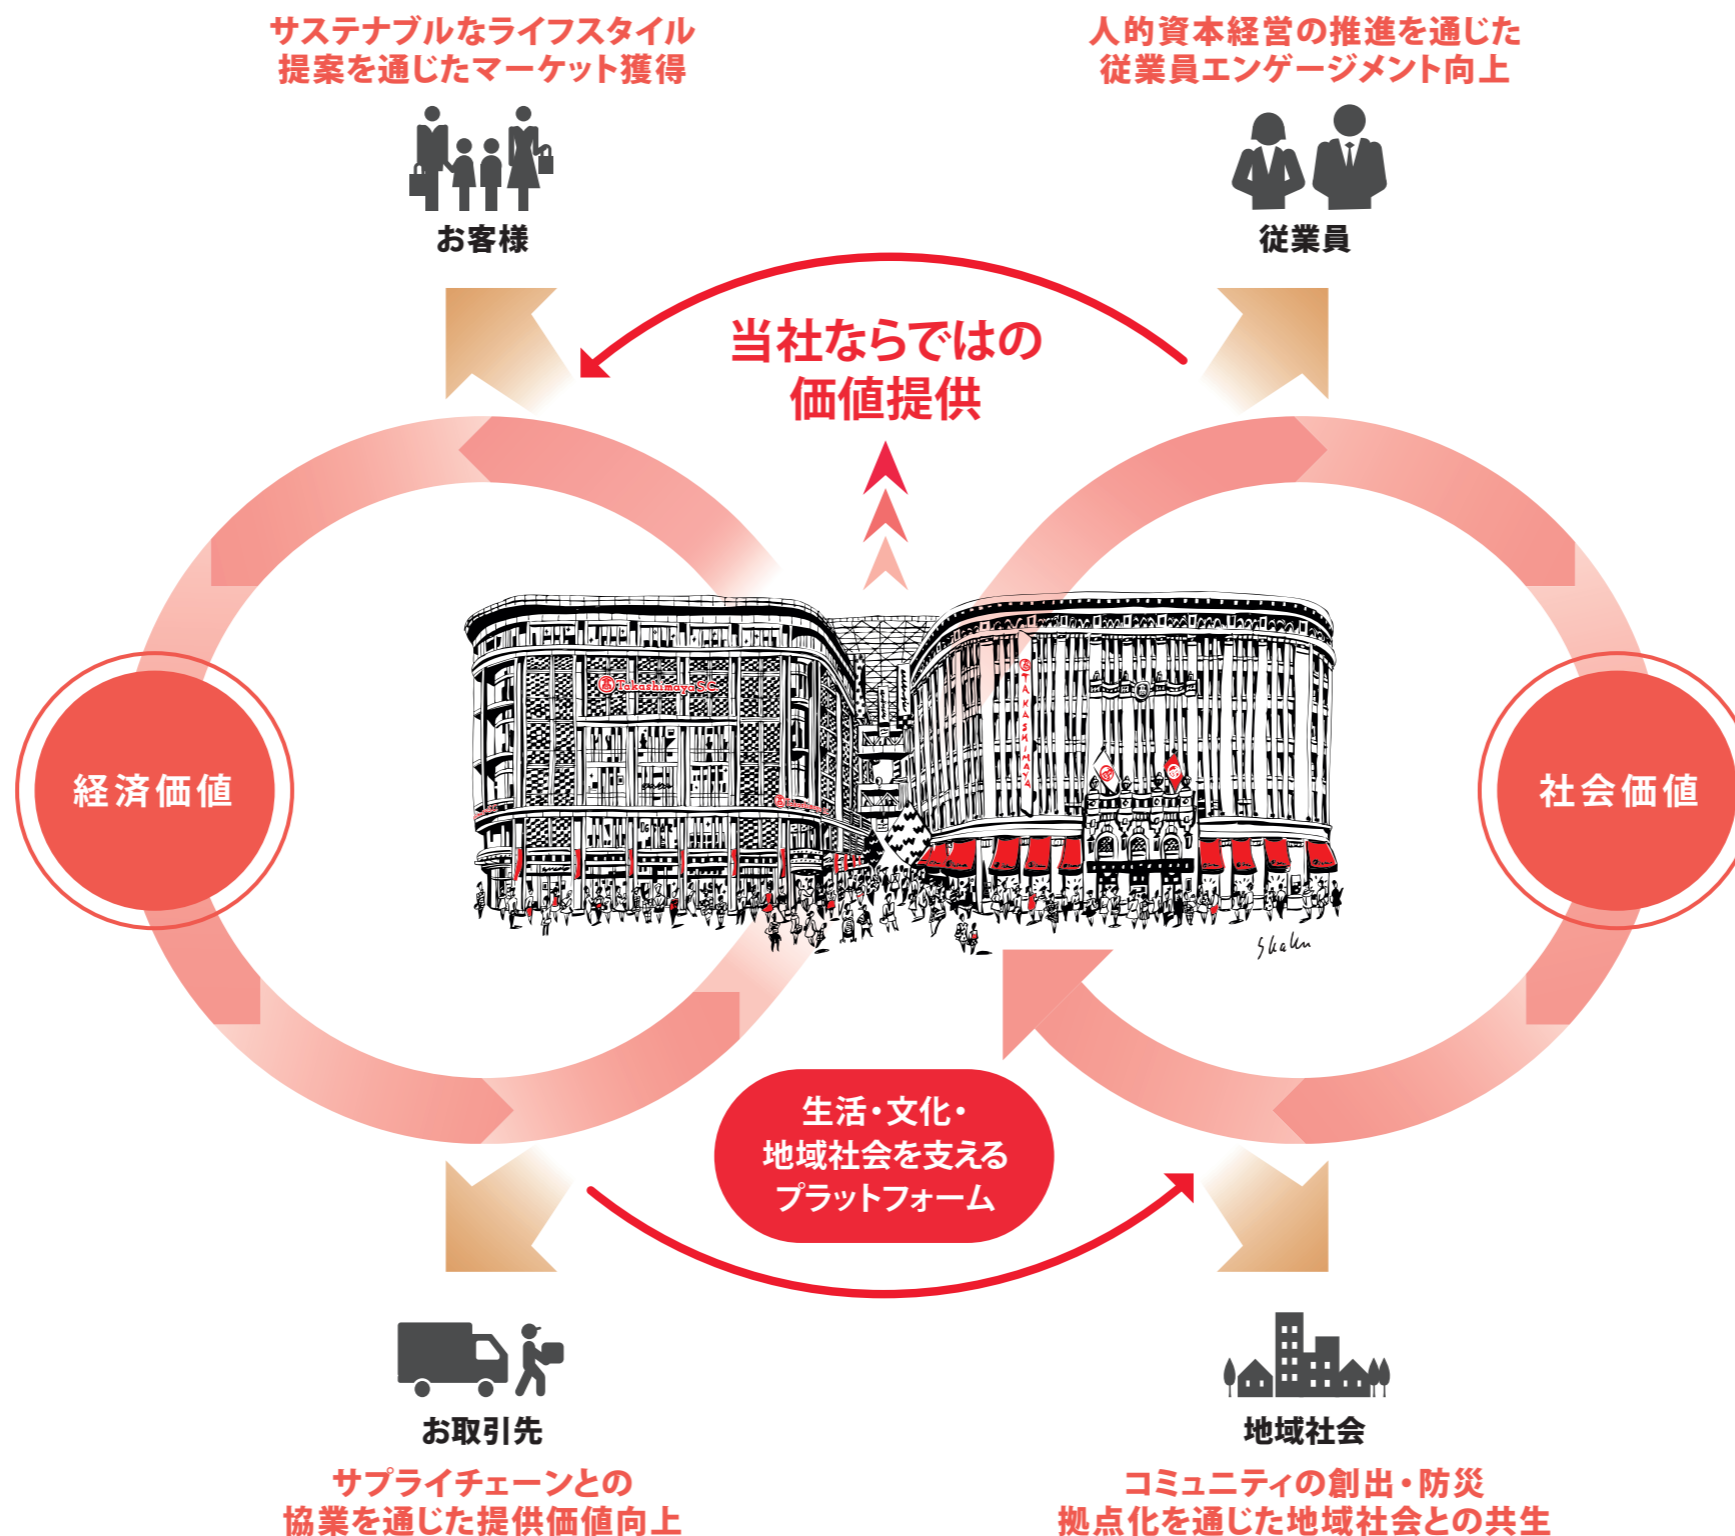 サステナブルなライフスタイル
提案を通じたマーケット獲得
お客様
人的資本経営の推進を通じた
従業員エンゲージメント向上
従業員
当社ならではの
価値提供
経済価値
Takashimaya S.C.
TAKASHIMAYA
社会価値
生活・文化・
地域社会を支える
プラットフォーム
お取引先
サプライチェーンとの
協業を通じた提供価値向上
地域社会
コミュニティの創出・防災
拠点化を通じた地域社会との共生